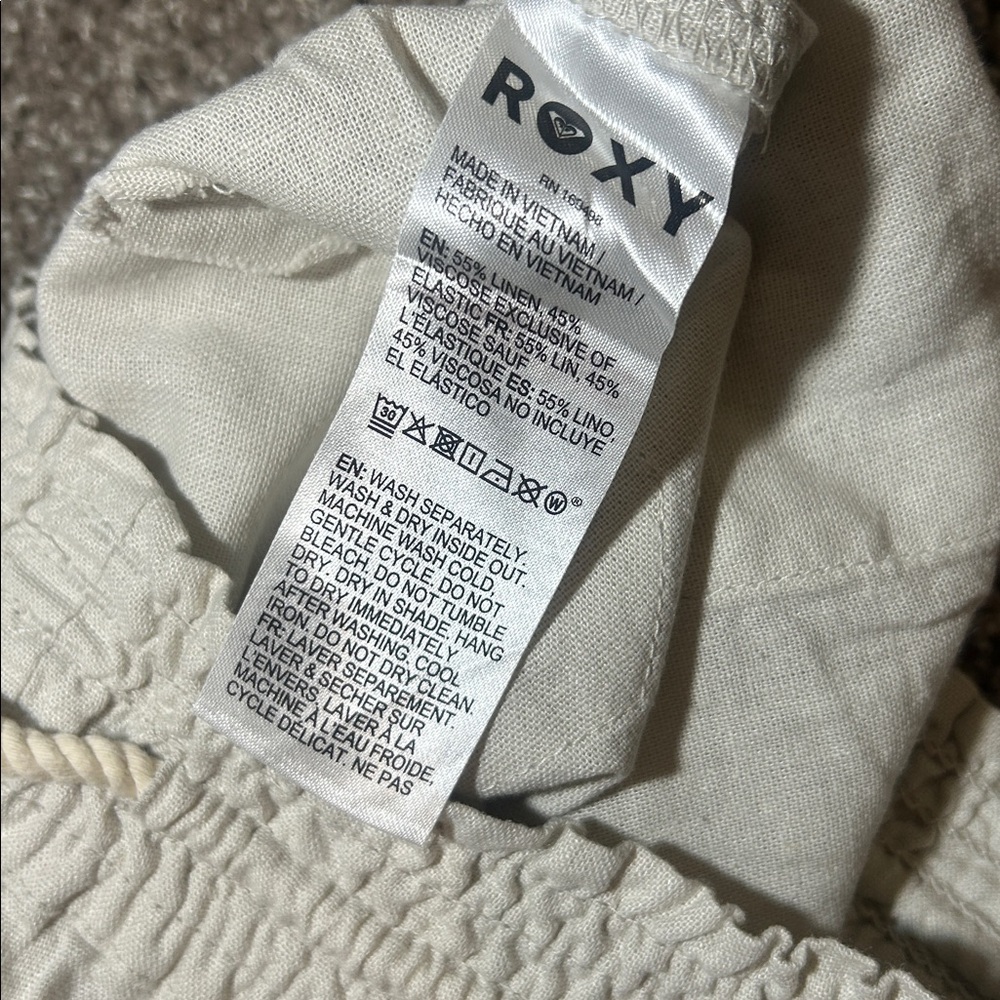 ROXY
RN 163498
MADE IN VIETNAM /
FABRIQUÉ AU VIETNAM /
HECHO EN VIETNAM
EN: 55% LINEN, 45%
VISCOSE EXCLUSIVE OF
ELASTIC FR: 55% LIN, 45%
VISCOSE SAUF
L'ÉLASTIQUE ES: 55% LINO,
45% VISCOSA NO INCLUYE
EL ELÁSTICO
30 W®
EN: WASH SEPARATELY.
WASH & DRY INSIDE OUT.
MACHINE WASH COLD,
GENTLE CYCLE. DO NOT
BLEACH. DO NOT TUMBLE
DRY. DRY IN SHADE. HANG
TO DRY IMMEDIATELY
AFTER WASHING. COOL
IRON. DO NOT DRY CLEAN.
FR: LAVER SEPAREMENT.
LAVER & SECHER SUR
L'ENVERS. LAVER À LA
MACHINE À L'EAU FROIDE,
CYCLE DÉLICAT. NE PAS